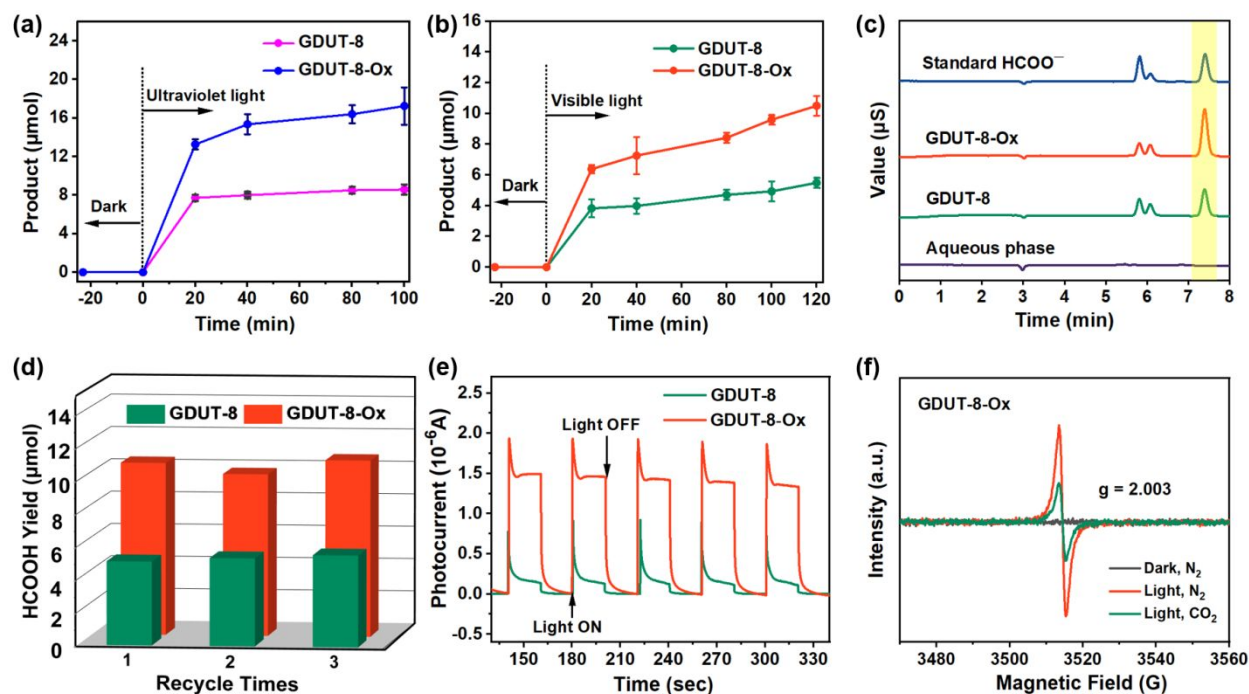 (a)
24
20
16
12
8
4
0
Product (μmol)
GDUT-8
GDUT-8-Ox
Ultraviolet light
Dark
-20 0 20 40 60 80 100
Time (min)
(b)
16
14
12
10
8
6
4
2
0
Product (μmol)
GDUT-8
GDUT-8-Ox
Visible light
Dark
-20 0 20 40 60 80 100 120
Time (min)
(c)
Value (μS)
Standard HCOO⁻
GDUT-8-Ox
GDUT-8
Aqueous phase
0 1 2 3 4 5 6 7 8
Time (min)
(d)
14
12
10
8
6
4
2
0
HCOOH Yield (μmol)
GDUT-8 GDUT-8-Ox
1 2 3
Recycle Times
(e)
2.5
2.0
1.5
1.0
0.5
0.0
-0.5
Photocurrent (10⁻⁶A)
GDUT-8
GDUT-8-Ox
Light OFF
Light ON
150 180 210 240 270 300 330
Time (sec)
(f)
Intensity (a.u.)
GDUT-8-Ox
g = 2.003
Dark, N₂
Light, N₂
Light, CO₂
3480 3500 3520 3540 3560
Magnetic Field (G)